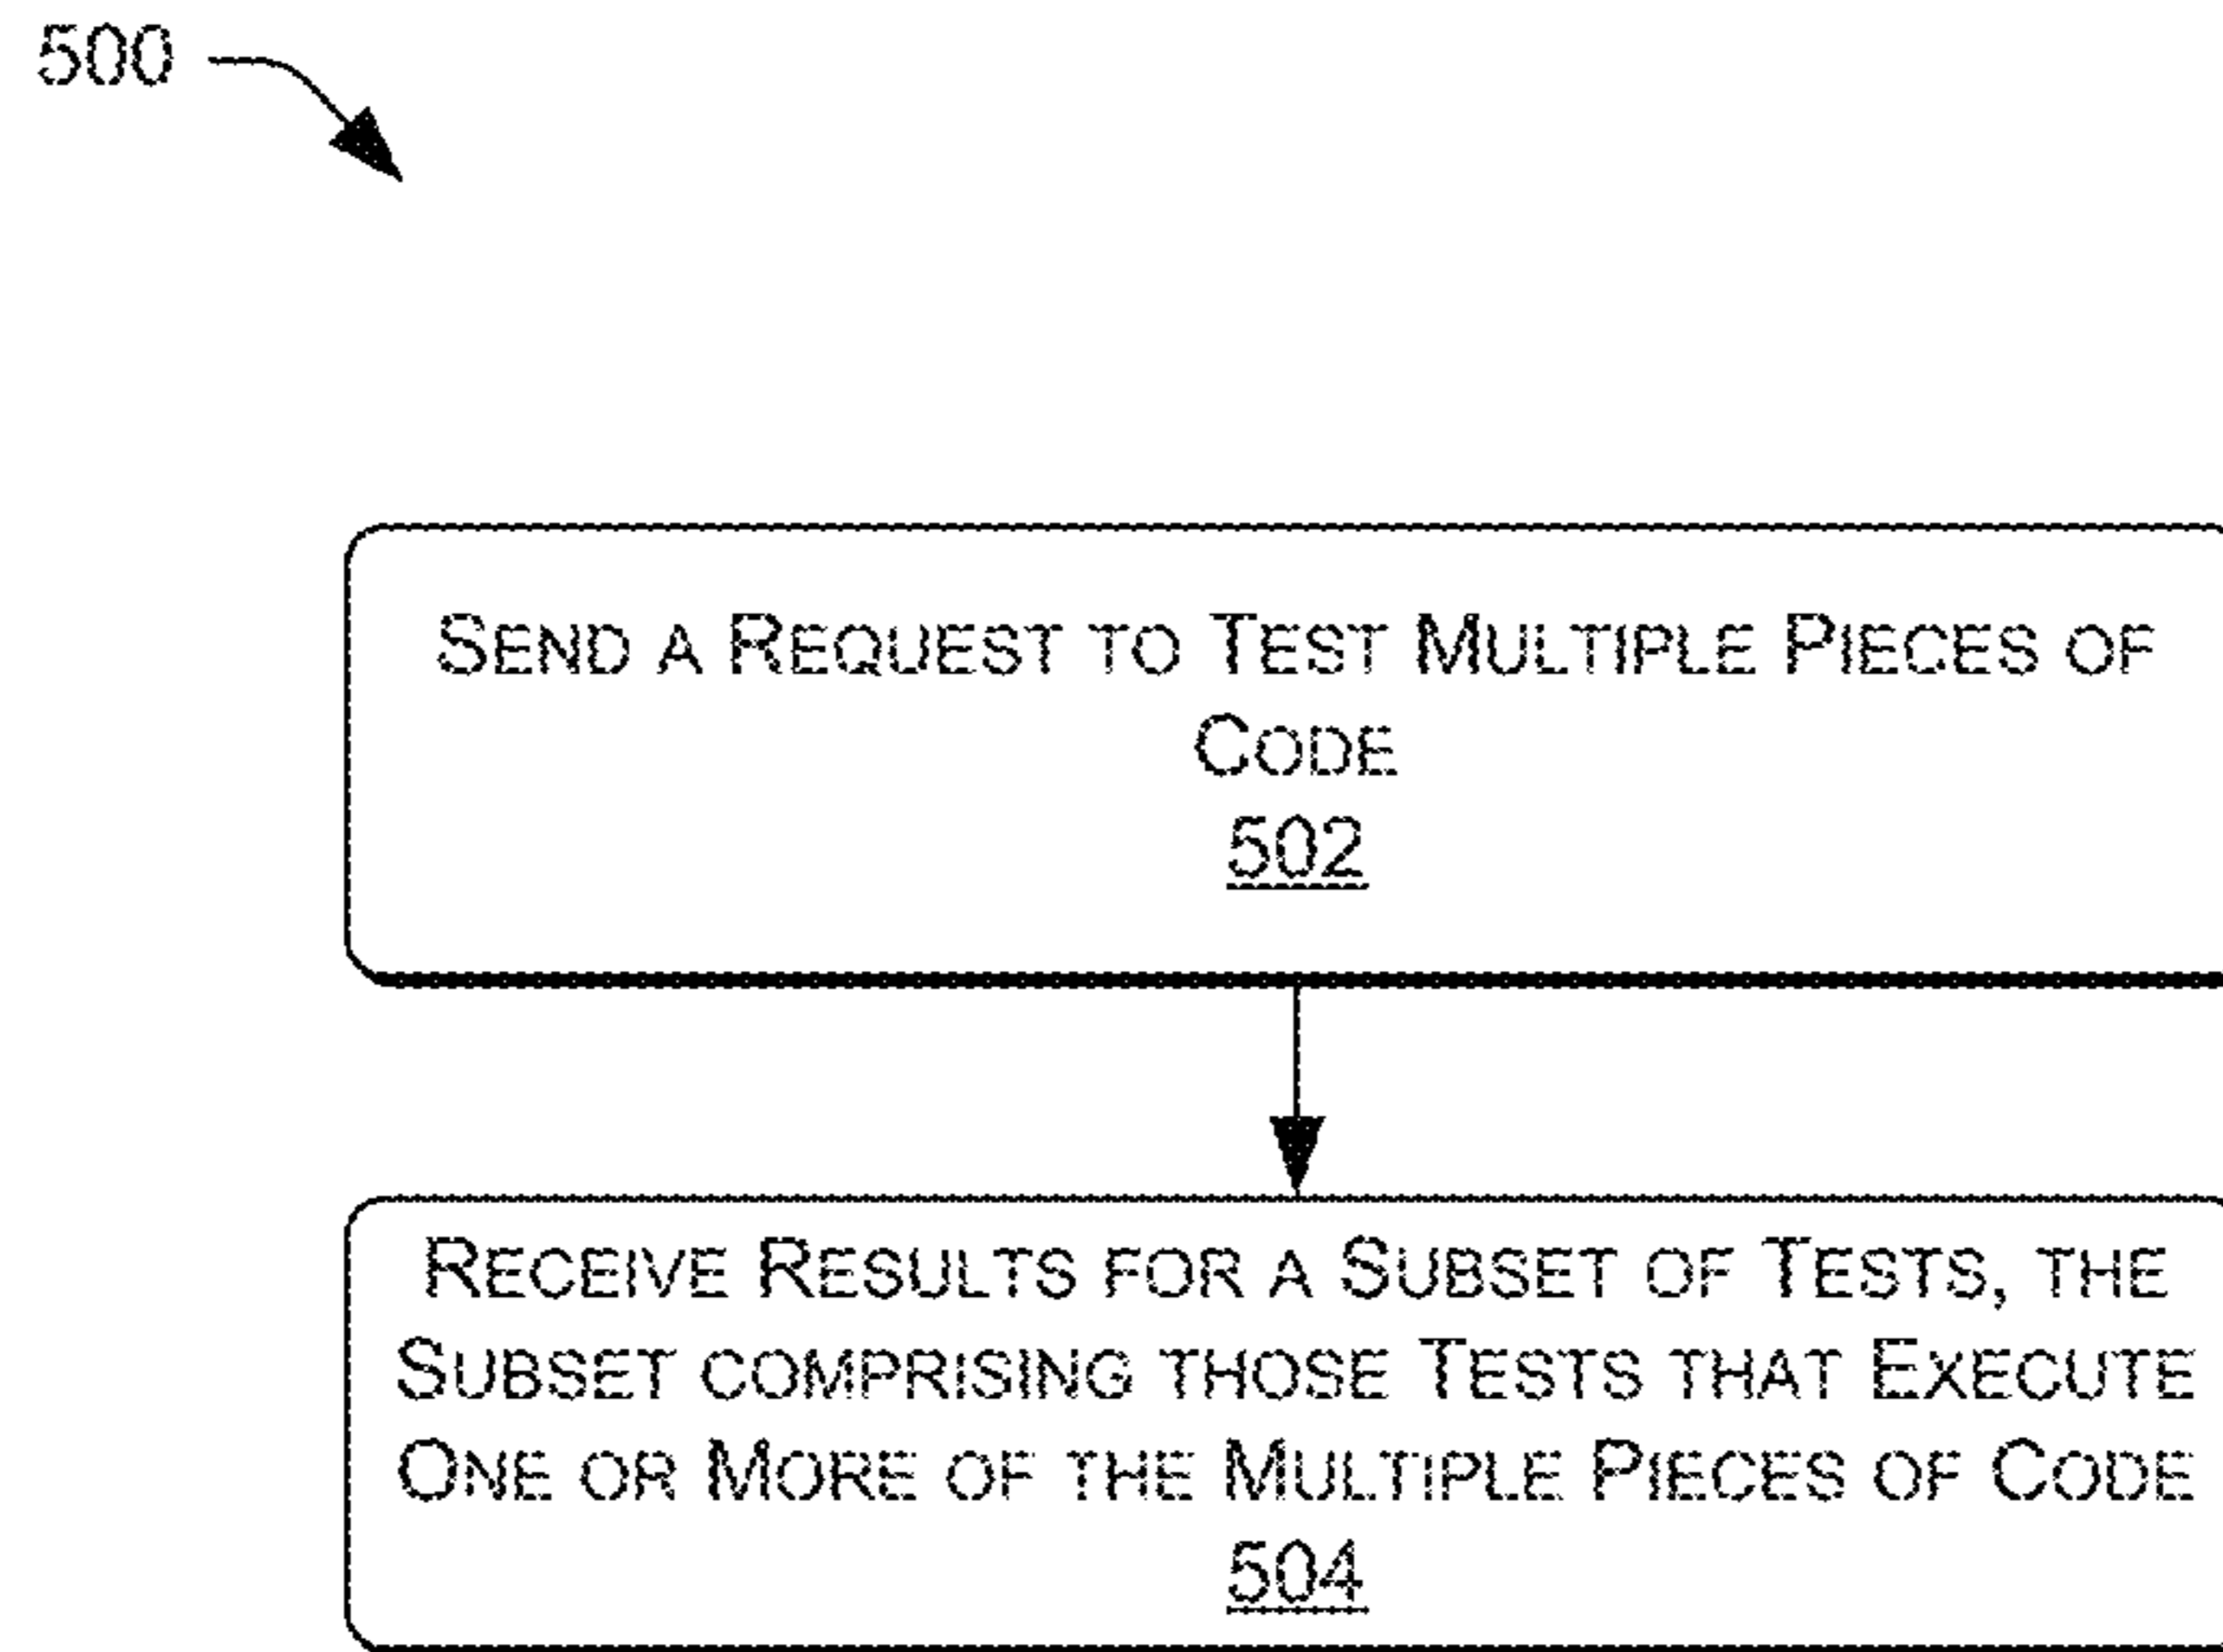 500
SEND A REQUEST TO TEST MULTIPLE PIECES OF
CODE
502
RECEIVE RESULTS FOR A SUBSET OF TESTS, THE
SUBSET COMPRISING THOSE TESTS THAT EXECUTE
ONE OR MORE OF THE MULTIPLE PIECES OF CODE
504